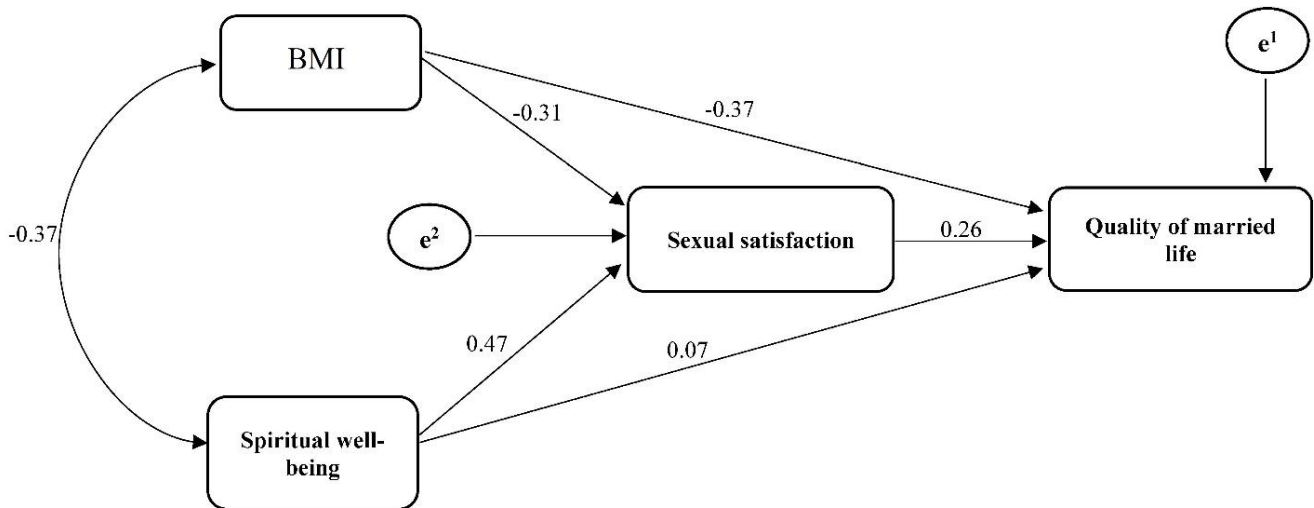 e¹
BMI
-0.31
-0.37
-0.37
e²
Sexual satisfaction
0.26
Quality of married
life
0.47
0.07
Spiritual well-
being